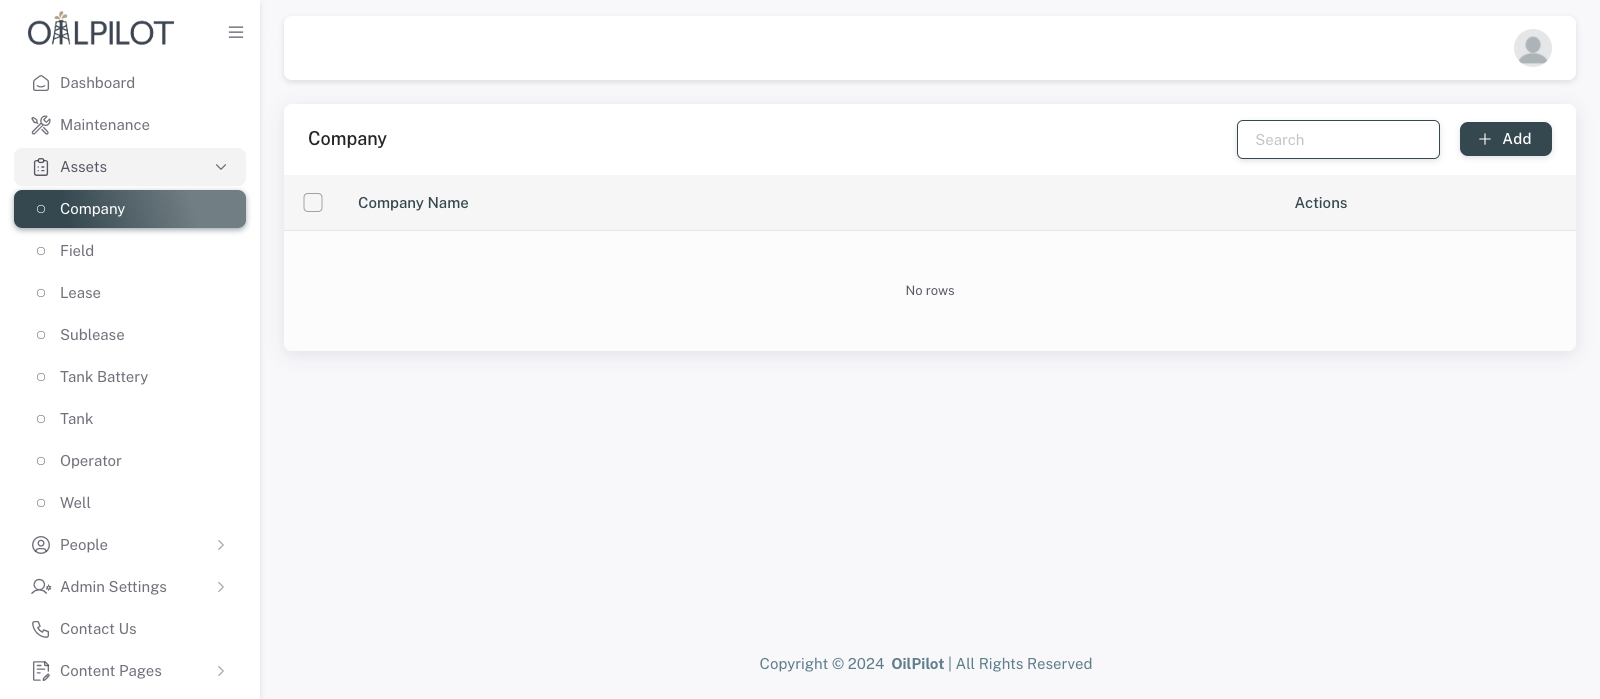 OILPILOT
Dashboard
Maintenance
Assets
Company
Field
Lease
Sublease
Tank Battery
Tank
Operator
Well
People
Admin Settings
Contact Us
Content Pages
Company
Search
Add
Company Name
Actions
No rows
Copyright © 2024 OilPilot | All Rights Reserved